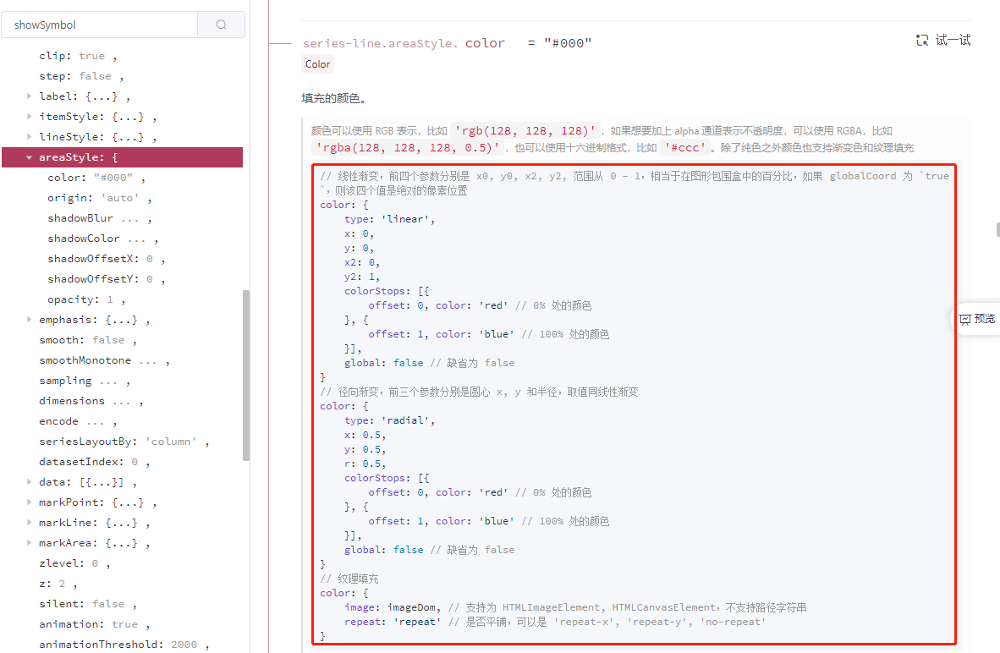 showSymbol
clip: true ,
step: false ,
label: {...} ,
itemStyle: {...} ,
lineStyle: {...} ,
areaStyle: {
color: "#000" ,
origin: 'auto' ,
shadowBlur ... ,
shadowColor ... ,
shadowOffsetX: 0 ,
shadowOffsetY: 0 ,
opacity: 1 ,
emphasis: {...} ,
smooth: false ,
smoothMonotone ... ,
sampling ... ,
dimensions ... ,
encode ... ,
seriesLayoutBy: 'column' ,
datasetIndex: 0 ,
data: [{...}] ,
markPoint: {...} ,
markLine: {...} ,
markArea: {...} ,
zlevel: 0 ,
z: 2 ,
silent: false ,
animation: true ,
animationThreshold: 2000 ,
series-line.areaStyle. color = "#000"
试一试
Color
填充的颜色。
颜色可以使用 RGB 表示，比如 'rgb(128, 128, 128)' ，如果想要加上 alpha 通道表示不透明度，可以使用 RGBA，比如
'rgba(128, 128, 128, 0.5)' ，也可以使用十六进制格式，比如 '#ccc' 。除了纯色之外颜色也支持渐变色和纹理填充
// 线性渐变，前四个参数分别是 x0, y0, x2, y2, 范围从 0 - 1，相当于在图形包围盒中的百分比，如果 globalCoord 为 `true
`，则该四个值是绝对的像素位置
color: {
type: 'linear',
x: 0,
y: 0,
x2: 0,
y2: 1,
colorStops: [{
offset: 0, color: 'red' // 0% 处的颜色
}, {
offset: 1, color: 'blue' // 100% 处的颜色
}],
global: false // 缺省为 false
}
// 径向渐变，前三个参数分别是圆心 x, y 和半径，取值同线性渐变
color: {
type: 'radial',
x: 0.5,
y: 0.5,
r: 0.5,
colorStops: [{
offset: 0, color: 'red' // 0% 处的颜色
}, {
offset: 1, color: 'blue' // 100% 处的颜色
}],
global: false // 缺省为 false
}
// 纹理填充
color: {
image: imageDom, // 支持为 HTMLImageElement, HTMLCanvasElement，不支持路径字符串
repeat: 'repeat' // 是否平铺，可以是 'repeat-x', 'repeat-y', 'no-repeat'
}
预览